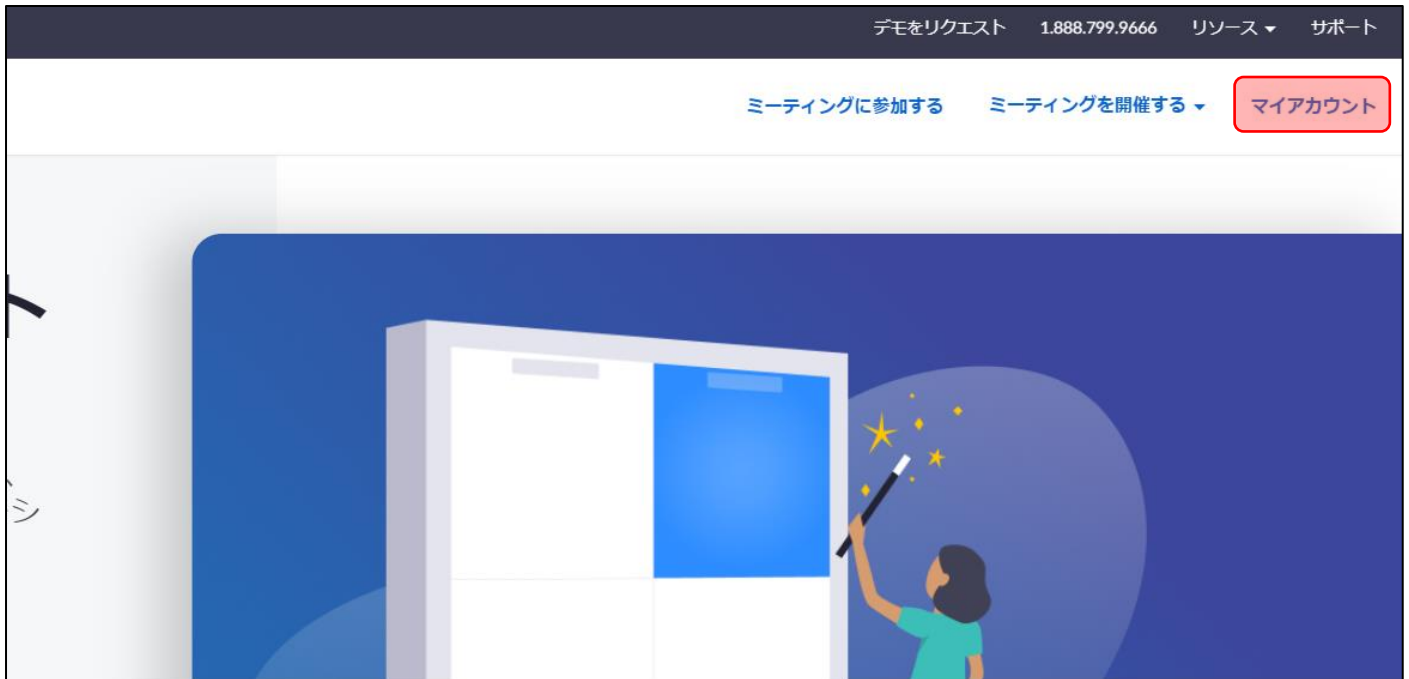 デモをリクエスト 1.888.799.9666 リソース サポート
ミーティングに参加する ミーティングを開催する マイアカウント
ト
、
シ